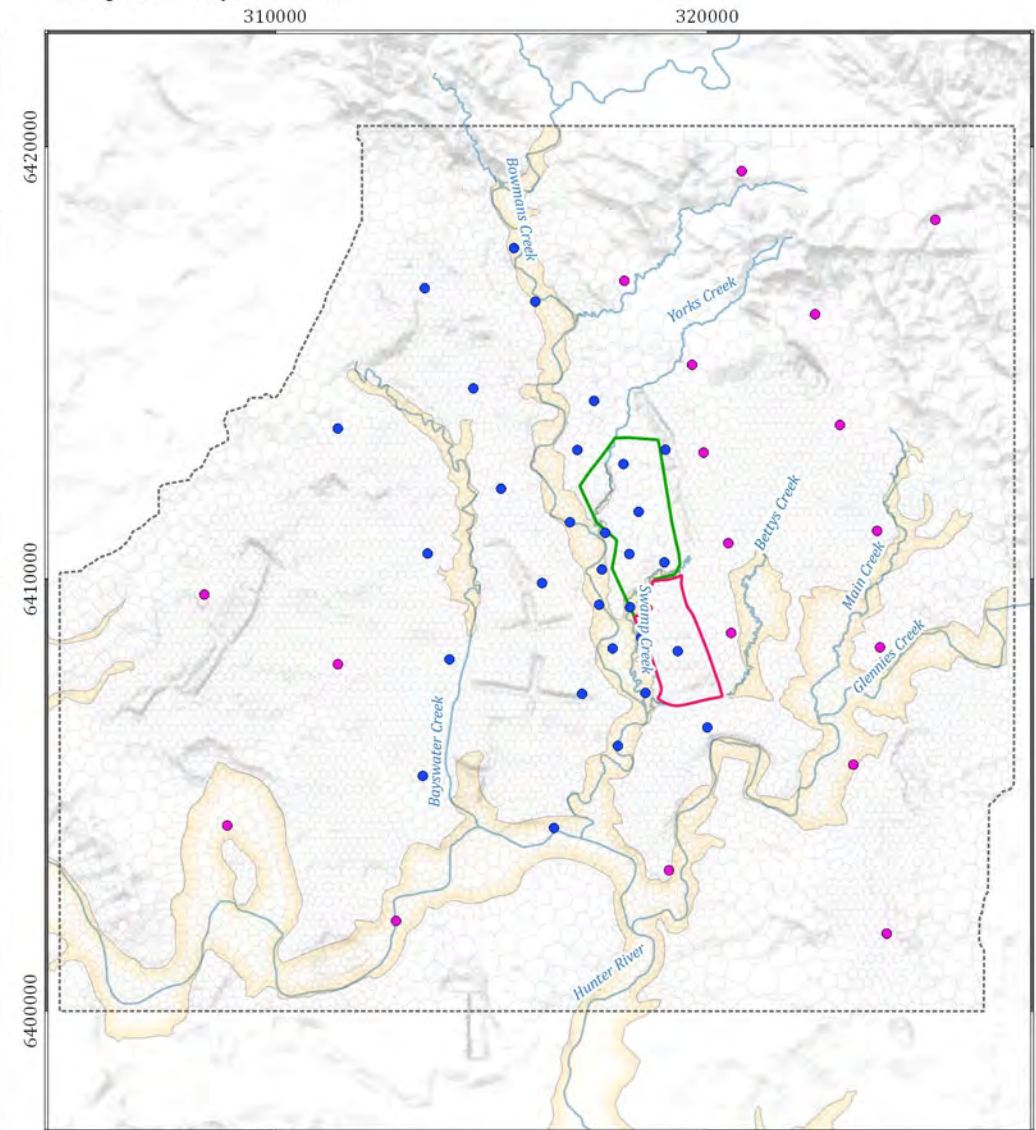 310000 320000
6420000
Bowmans Creek
Yorks Creek
Bettys Creek
6410000
Main Creek
Swamp Creek
Glennies Creek
Bayswater Creek
Hunter River
6400000